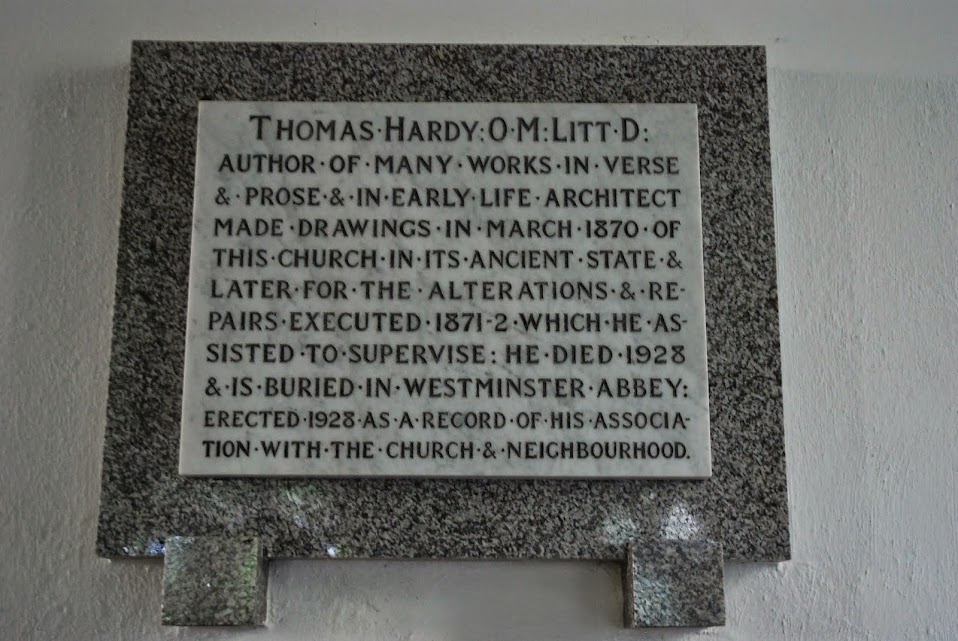 THOMAS·HARDY:O·M:LITT·D:
AUTHOR·OF·MANY·WORKS·IN·VERSE
&·PROSE·&·IN·EARLY·LIFE·ARCHITECT
MADE·DRAWINGS·IN·MARCH·1870·OF
THIS·CHURCH·IN·ITS·ANCIENT·STATE·&
LATER·FOR·THE·ALTERATIONS·&·RE-
PAIRS·EXECUTED·1871-2·WHICH·HE·AS-
SISTED·TO·SUPERVISE: HE·DIED·1928
&·IS·BURIED·IN·WESTMINSTER·ABBEY:
ERECTED·1928·AS·A·RECORD·OF·HIS·ASSOCIA-
TION·WITH·THE·CHURCH·&·NEIGHBOURHOOD.